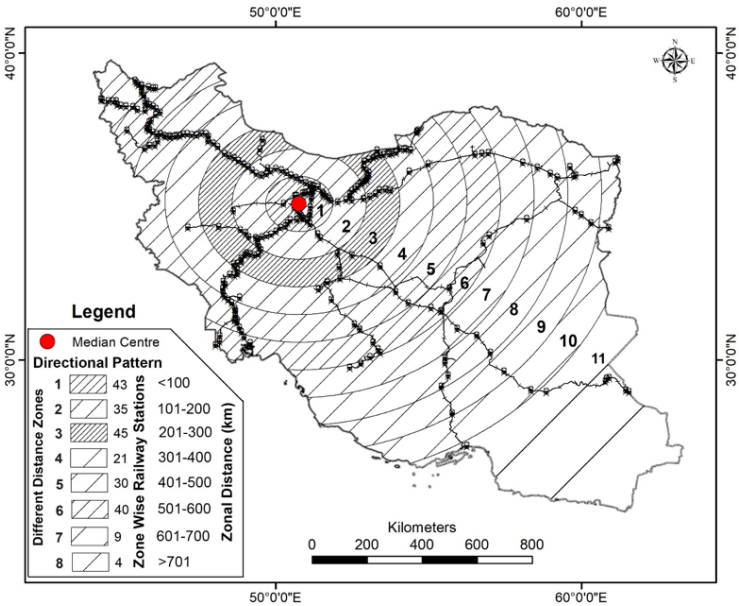 50°0'0"E 60°0'0"E
40°0'0"N 40°0'0"N
N
W E
S
1
2
3
4
5
6
7
8
9
10
11
30°0'0"N 30°0'0"N
Legend
Median Centre
Directional Pattern
Different Distance Zones
Zone Wise Railway Stations
Zonal Distance (km)
1 43 <100
2 35 101-200
3 45 201-300
4 21 301-400
5 30 401-500
6 40 501-600
7 9 601-700
8 4 >701
Kilometers
0 200 400 600 800
50°0'0"E 60°0'0"E